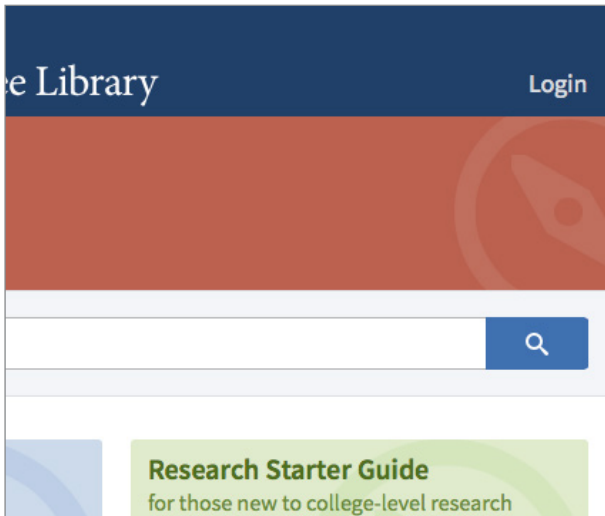 e Library
Login
Research Starter Guide
for those new to college-level research